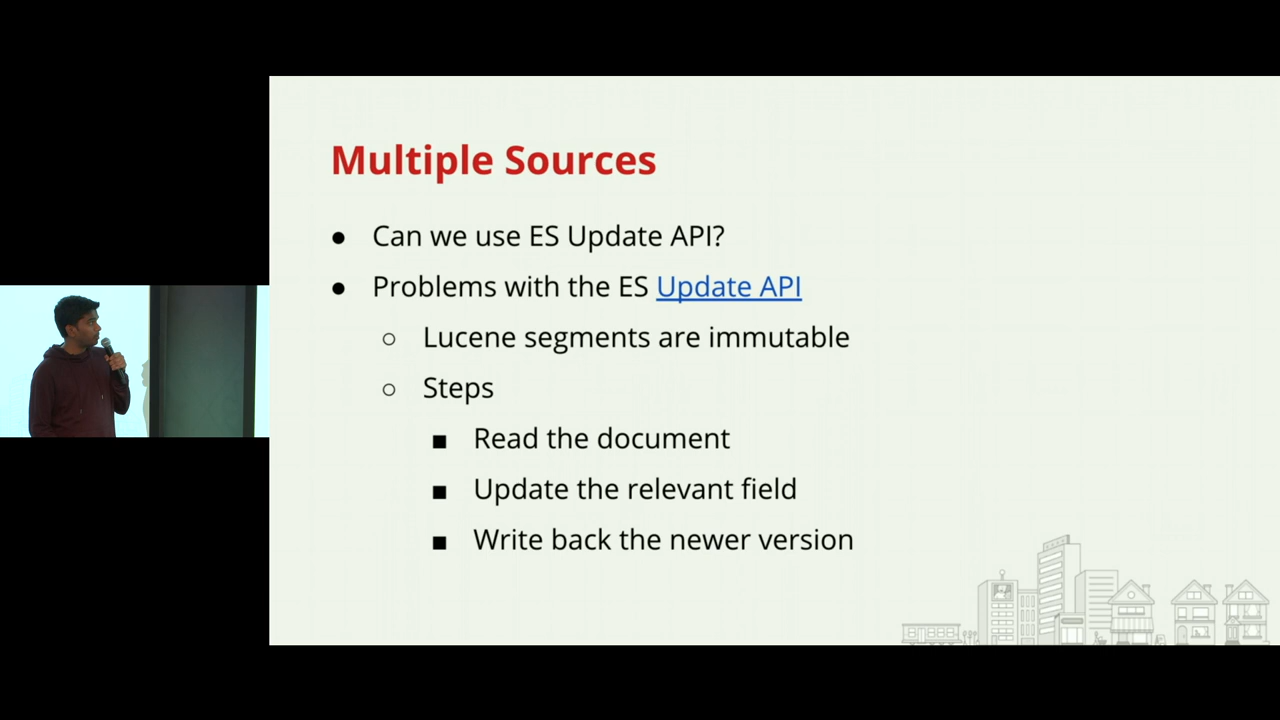 Multiple Sources
● Can we use ES Update API?
● Problems with the ES Update API
○ Lucene segments are immutable
○ Steps
■ Read the document
■ Update the relevant field
■ Write back the newer version